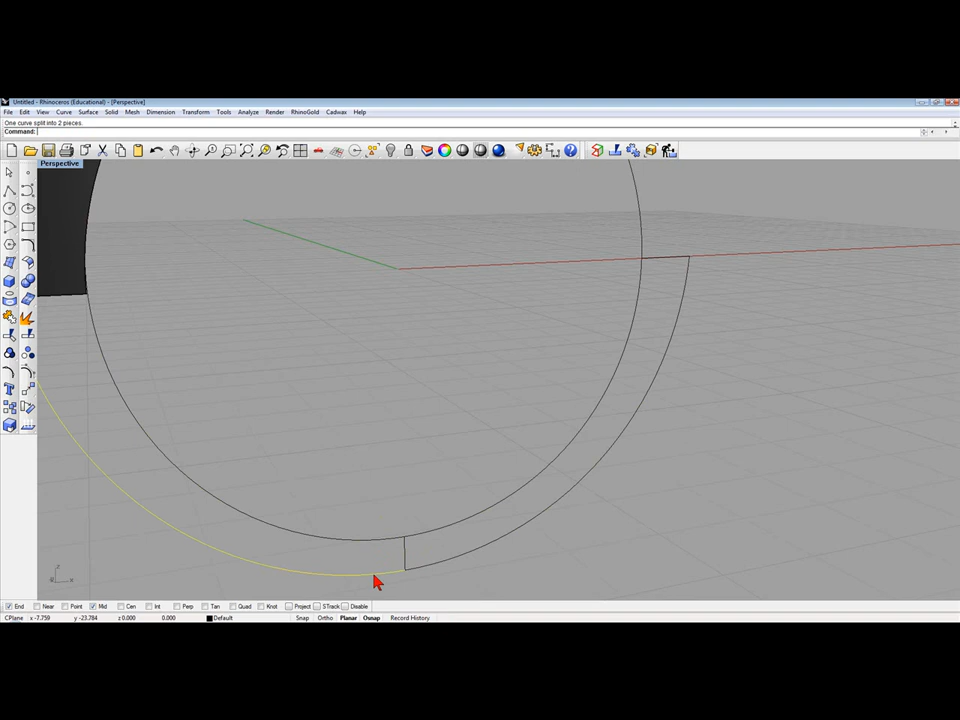 Untitled - Rhinoceros (Educational) - [Perspective]
File Edit View Curve Surface Solid Mesh Dimension Transform Tools Analyze Render RhinoGold Cadwax Help
One curve split into 2 pieces.
Command:
Perspective
z
x
End Near Point Mid Cen Int Perp Tan Quad Knot Project STrack Disable
CPlane x -7.759 y -23.784 z 0.000 0.000 Default Snap Ortho Planar Osnap Record History